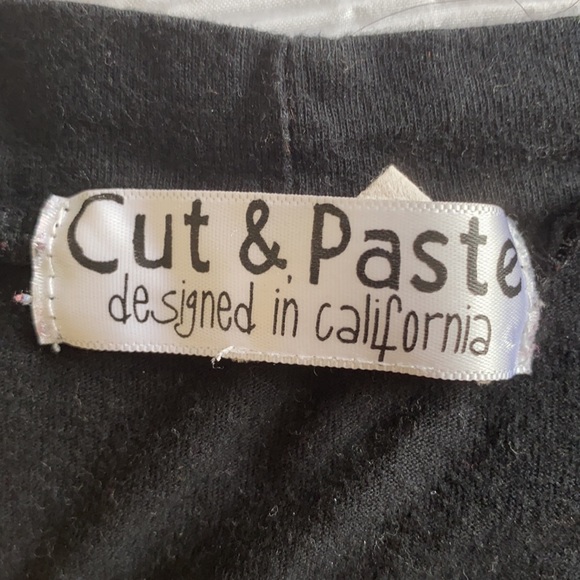 Cut & Paste
designed in california